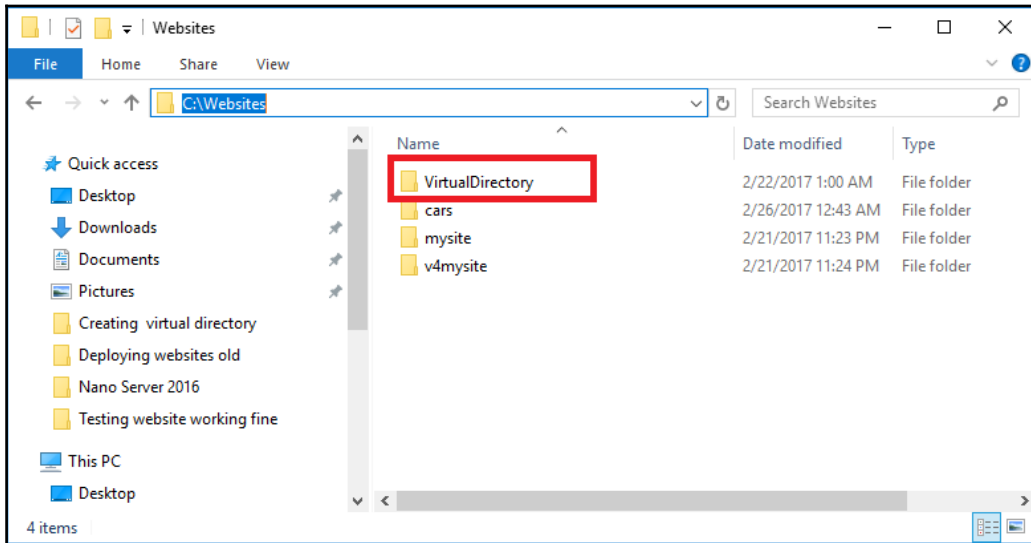 Websites
File Home Share View
C:\Websites Search Websites
Name Date modified Type
Quick access
VirtualDirectory 2/22/2017 1:00 AM File folder
Desktop
cars 2/26/2017 12:43 AM File folder
Downloads
mysite 2/21/2017 11:23 PM File folder
Documents
v4mysite 2/21/2017 11:24 PM File folder
Pictures
Creating virtual directory
Deploying websites old
Nano Server 2016
Testing website working fine
This PC
Desktop
4 items